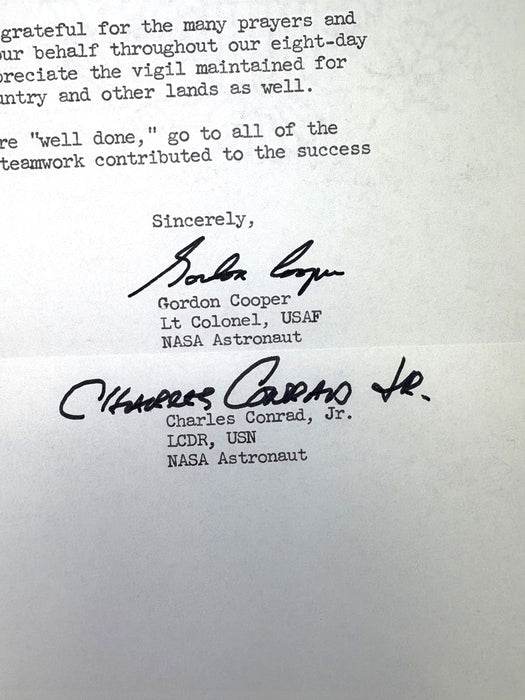 grateful for the many prayers and
our behalf throughout our eight-day
preciate the vigil maintained for
untry and other lands as well.
re "well done," go to all of the
teamwork contributed to the success
Sincerely,
Gordon Cooper
Gordon Cooper
Lt Colonel, USAF
NASA Astronaut
Charles Conrad Jr.
Charles Conrad, Jr.
LCDR, USN
NASA Astronaut